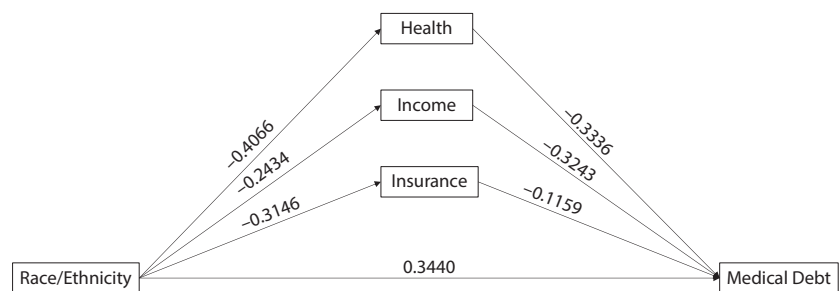 Health
Income
Insurance
−0.4066
−0.2434
−0.3146
−0.3336
−0.3243
−0.1159
Race/Ethnicity
0.3440
Medical Debt